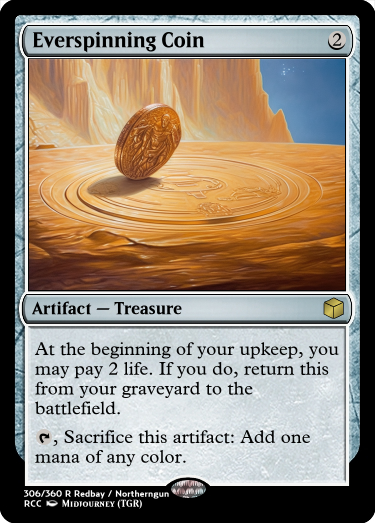 Everspinning Coin 2
Artifact — Treasure
At the beginning of your upkeep, you
may pay 2 life. If you do, return this
from your graveyard to the
battlefield.
, Sacrifice this artifact: Add one
mana of any color.
306/360 R Redbay / Northerngun
RCC Midjourney (TGR)